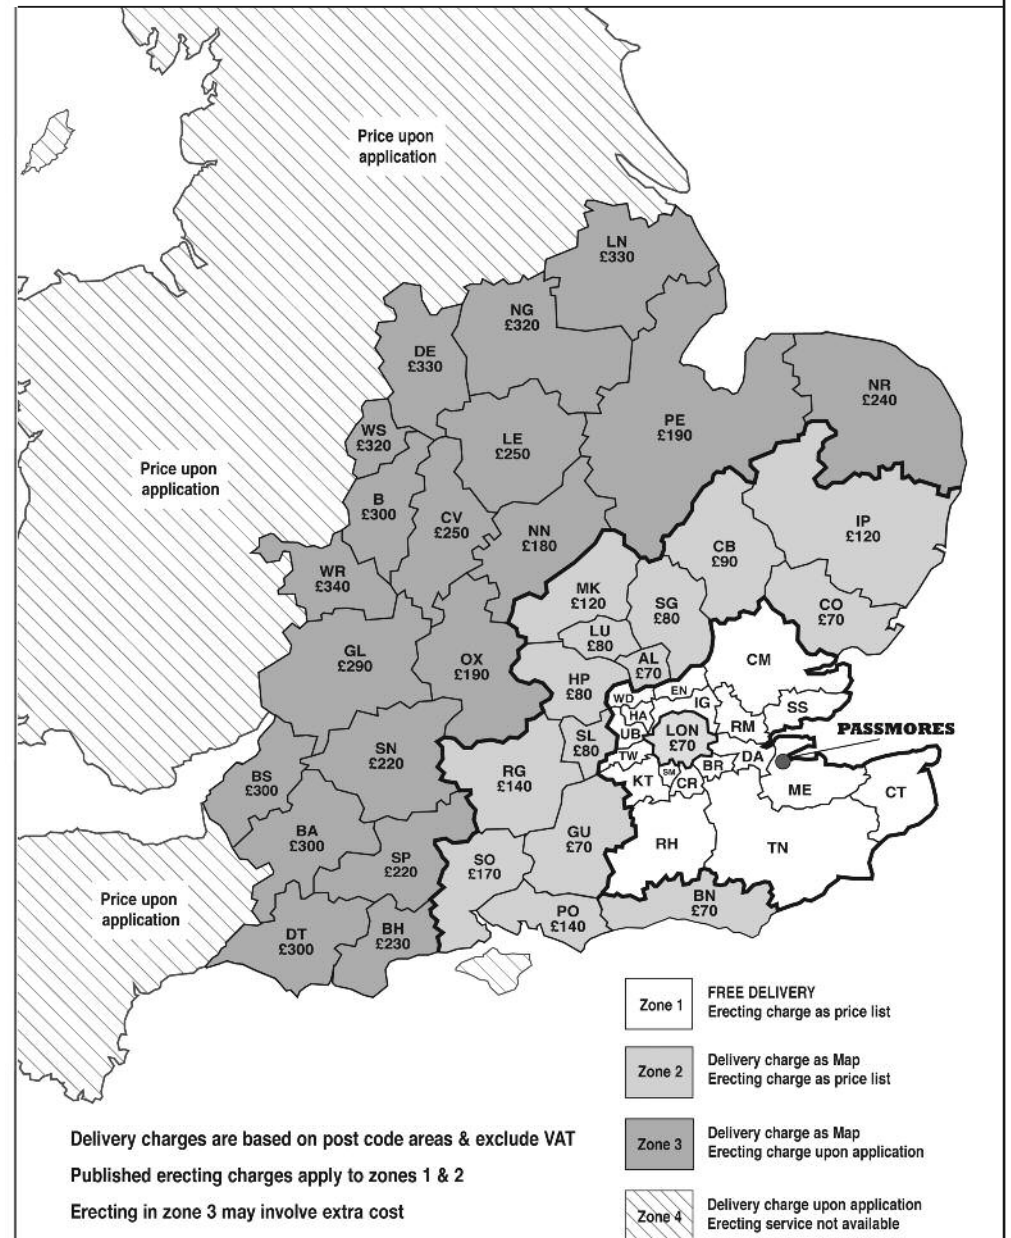 Price upon
application
LN
£330
NG
£320
DE
£330
NR
£240
PE
£190
WS
£320
LE
£250
Price upon
application
B
£300
CV
£250
NN
£180
IP
£120
CB
£90
WR
£340
MK
£120
SG
£80
CO
£70
LU
£80
GL
£290
OX
£190
AL
£70
CM
HP
£80
WD
EN
IG
SS
HA
RM
UB
LON
£70
PASSMORES
SL
£80
SN
£220
TW
BR
DA
BS
£300
RG
£140
KT
SM
CR
ME
CT
BA
£300
GU
£70
RH
TN
SP
£220
SO
£170
Price upon
application
BN
£70
PO
£140
DT
£300
BH
£230
Zone 1
FREE DELIVERY
Erecting charge as price list
Zone 2
Delivery charge as Map
Erecting charge as price list
Delivery charges are based on post code areas & exclude VAT
Zone 3
Delivery charge as Map
Erecting charge upon application
Published erecting charges apply to zones 1 & 2
Erecting in zone 3 may involve extra cost
Zone 4
Delivery charge upon application
Erecting service not available